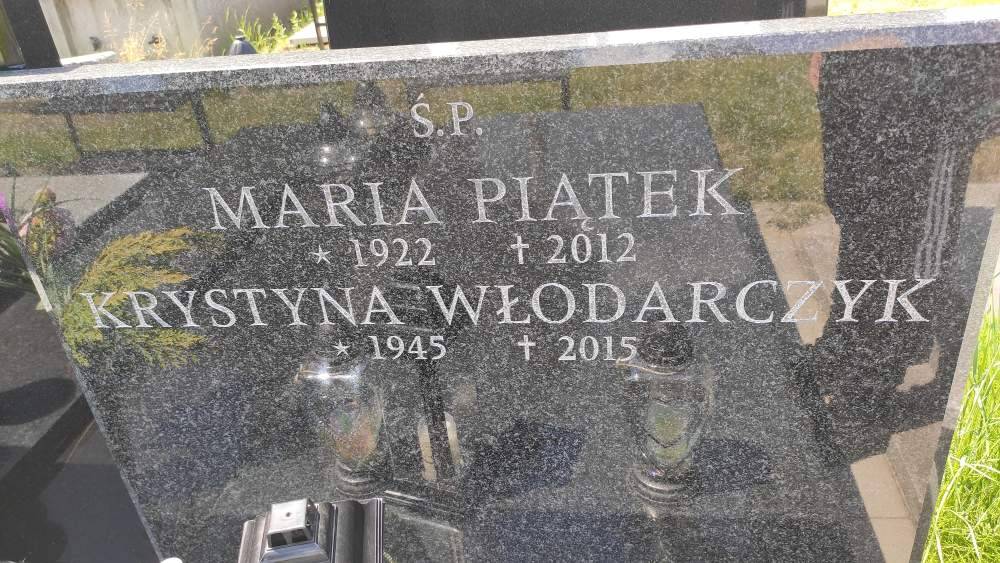 Ś.P.
MARIA PIĄTEK
★ 1922 ✝ 2012
KRYSTYNA WŁODARCZYK
★ 1945 ✝ 2015